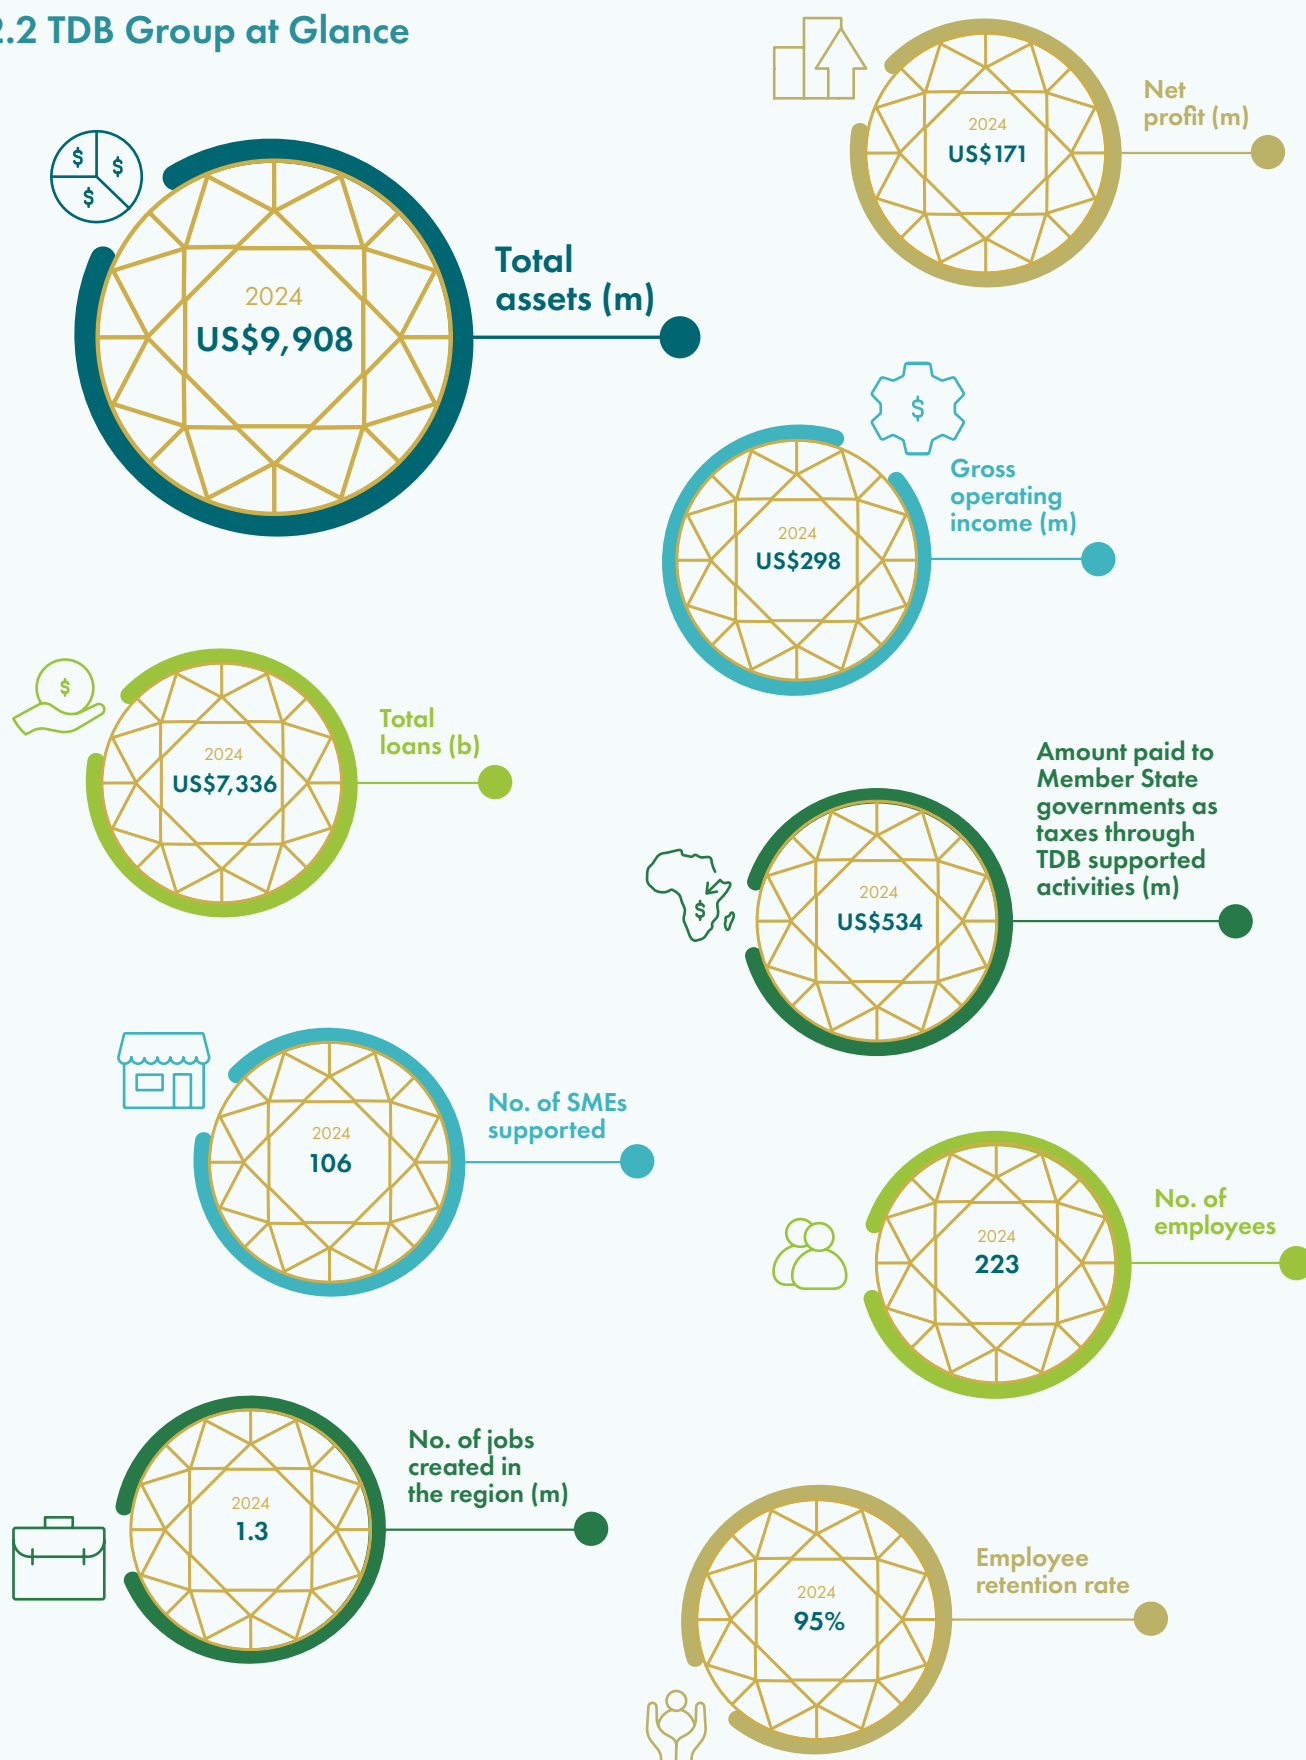 2.2 TDB Group at Glance
Net
profit (m)
2024
US$171
$
$
$
Total
assets (m)
2024
US$9,908
$
Gross
operating
income (m)
2024
US$298
$
Total
loans (b)
2024
US$7,336
Amount paid to
Member State
governments as
taxes through
TDB supported
activities (m)
$
2024
US$534
No. of SMEs
supported
2024
106
No. of
employees
2024
223
No. of jobs
created in
the region (m)
2024
1.3
Employee
retention rate
2024
95%